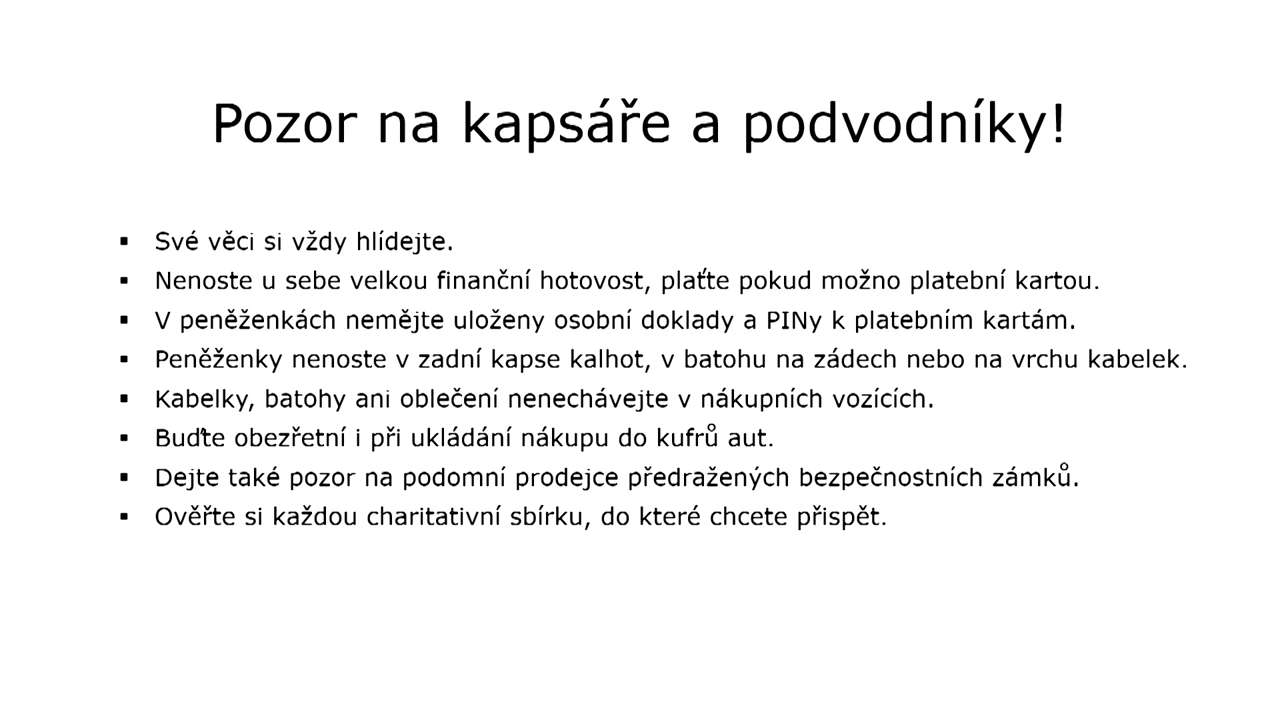 Pozor na kapsáře a podvodníky!
▪ Své věci si vždy hlídejte.
▪ Nenoste u sebe velkou finanční hotovost, plaťte pokud možno platební kartou.
▪ V peněženkách nemějte uloženy osobní doklady a PINy k platebním kartám.
▪ Peněženky nenoste v zadní kapse kalhot, v batohu na zádech nebo na vrchu kabelek.
▪ Kabelky, batohy ani oblečení nenechávejte v nákupních vozících.
▪ Buďte obezřetní i při ukládání nákupu do kufrů aut.
▪ Dejte také pozor na podomní prodejce předražených bezpečnostních zámků.
▪ Ověřte si každou charitativní sbírku, do které chcete přispět.